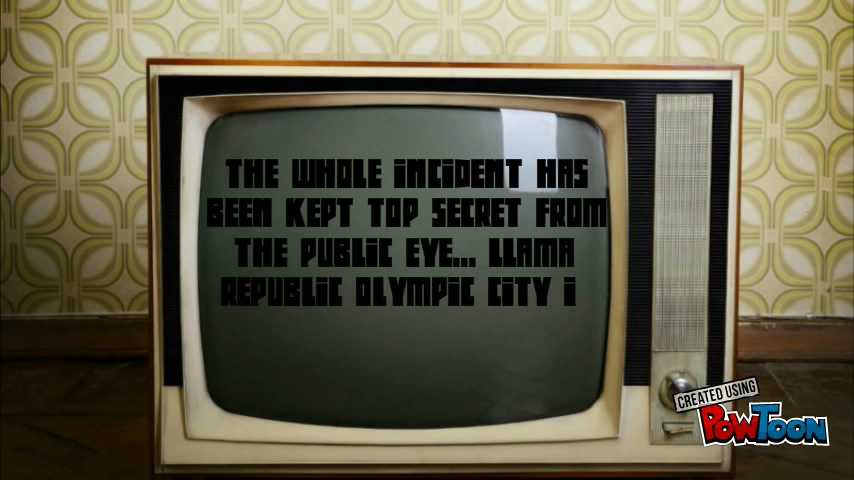 THE WHOLE iNCiDENT HAS
BEEN KEPT TOP SECRET FROM
THE PUBLiC EYE... LLAMA
REPUBLiC OLYMPiC CiTY i
CREATED USING
POWTOON